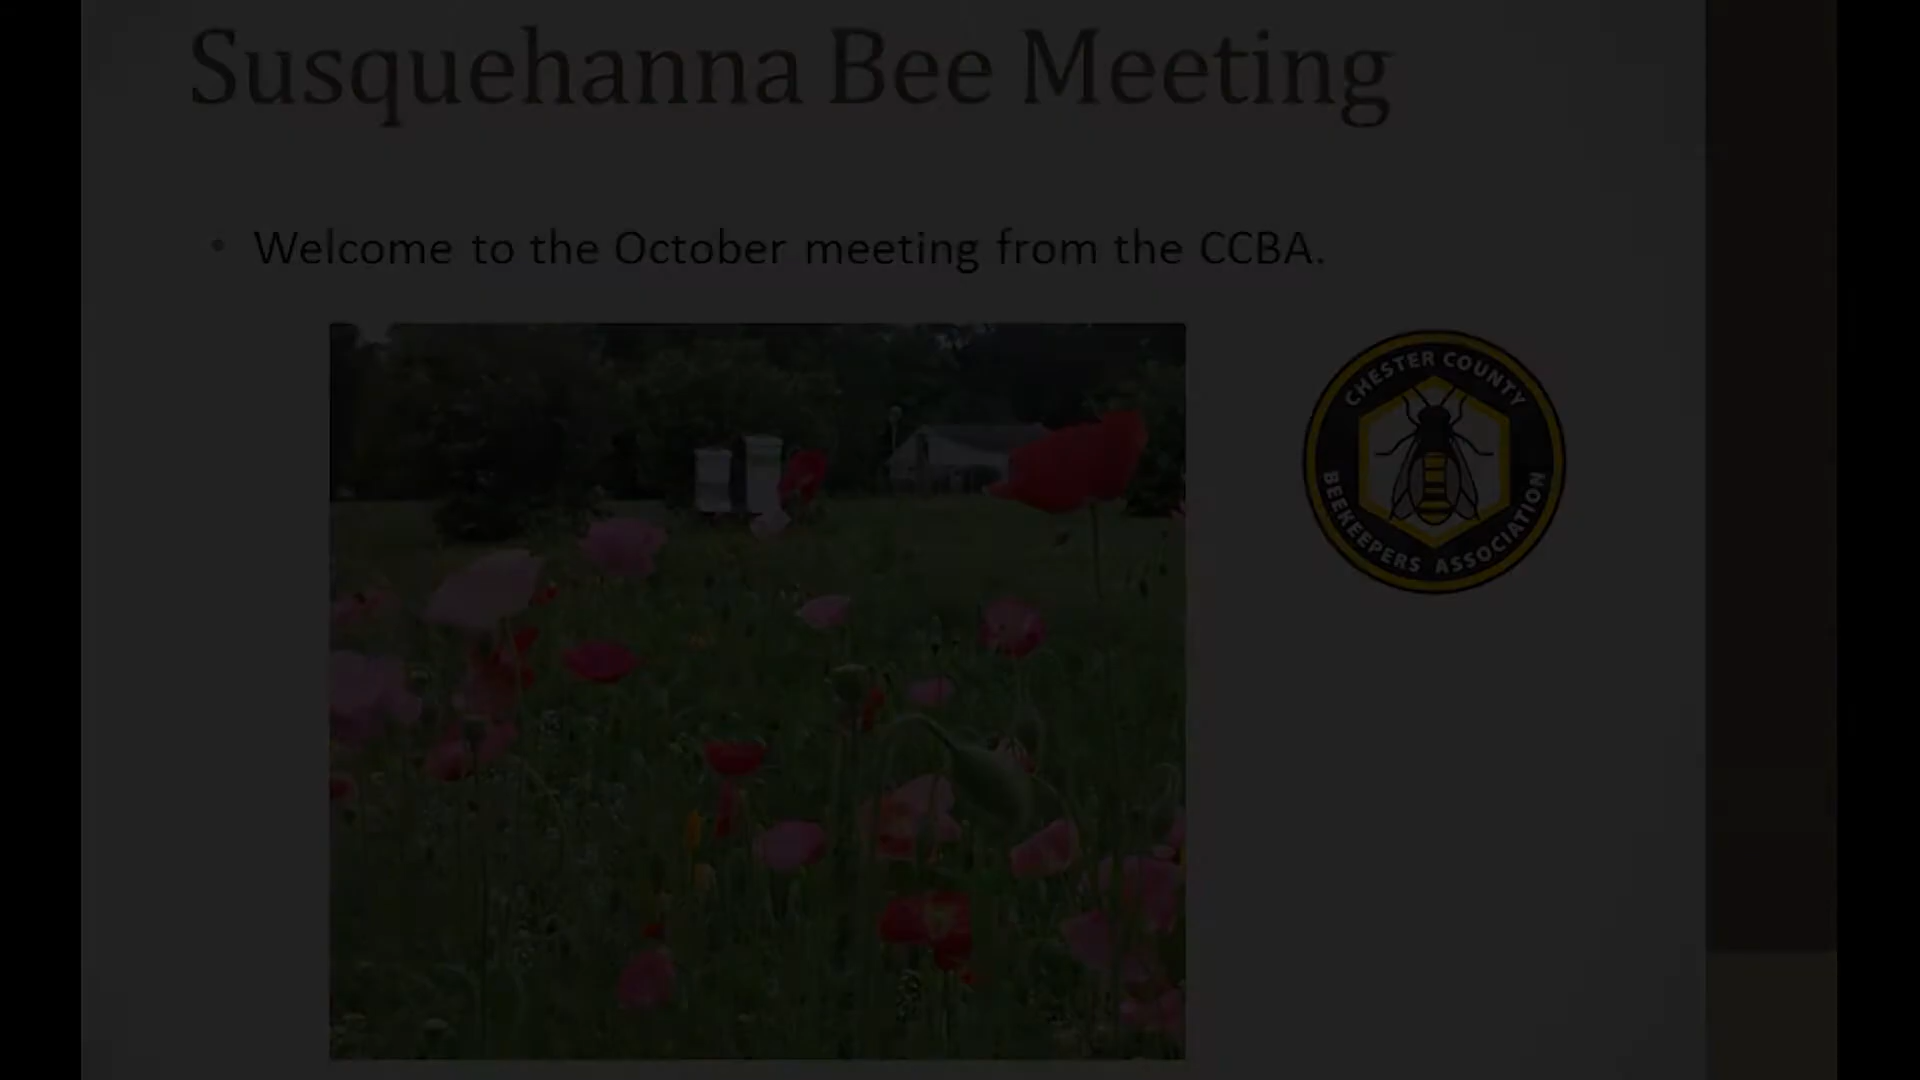 Susquehanna Bee Meeting
• Welcome to the October meeting from the CCBA.
CHESTER COUNTY
BEEKEEPERS ASSOCIATION